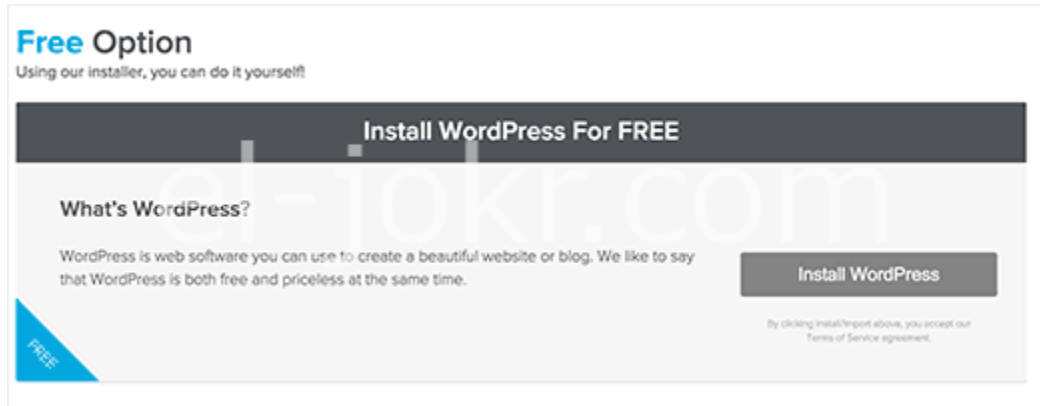 Free Option
Using our installer, you can do it yourself!
Install WordPress For FREE
el-jokr.com
What's WordPress?
WordPress is web software you can use to create a beautiful website or blog. We like to say
that WordPress is both free and priceless at the same time.
Install WordPress
By clicking Install/Import above, you accept our
Terms of Service agreement.
FREE